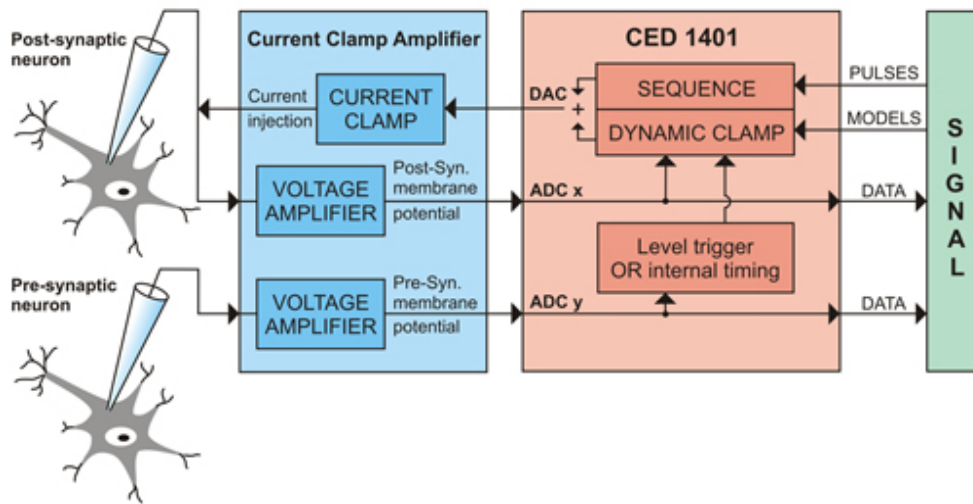 Post-synaptic
neuron
Current Clamp Amplifier
Current
injection
CURRENT
CLAMP
VOLTAGE
AMPLIFIER
Post-Syn.
membrane
potential
CED 1401
DAC
+
SEQUENCE
DYNAMIC CLAMP
PULSES
MODELS
ADC x
DATA
Level trigger
OR internal timing
Pre-synaptic
neuron
VOLTAGE
AMPLIFIER
Pre-Syn.
membrane
potential
ADC y
DATA
SIGNAL